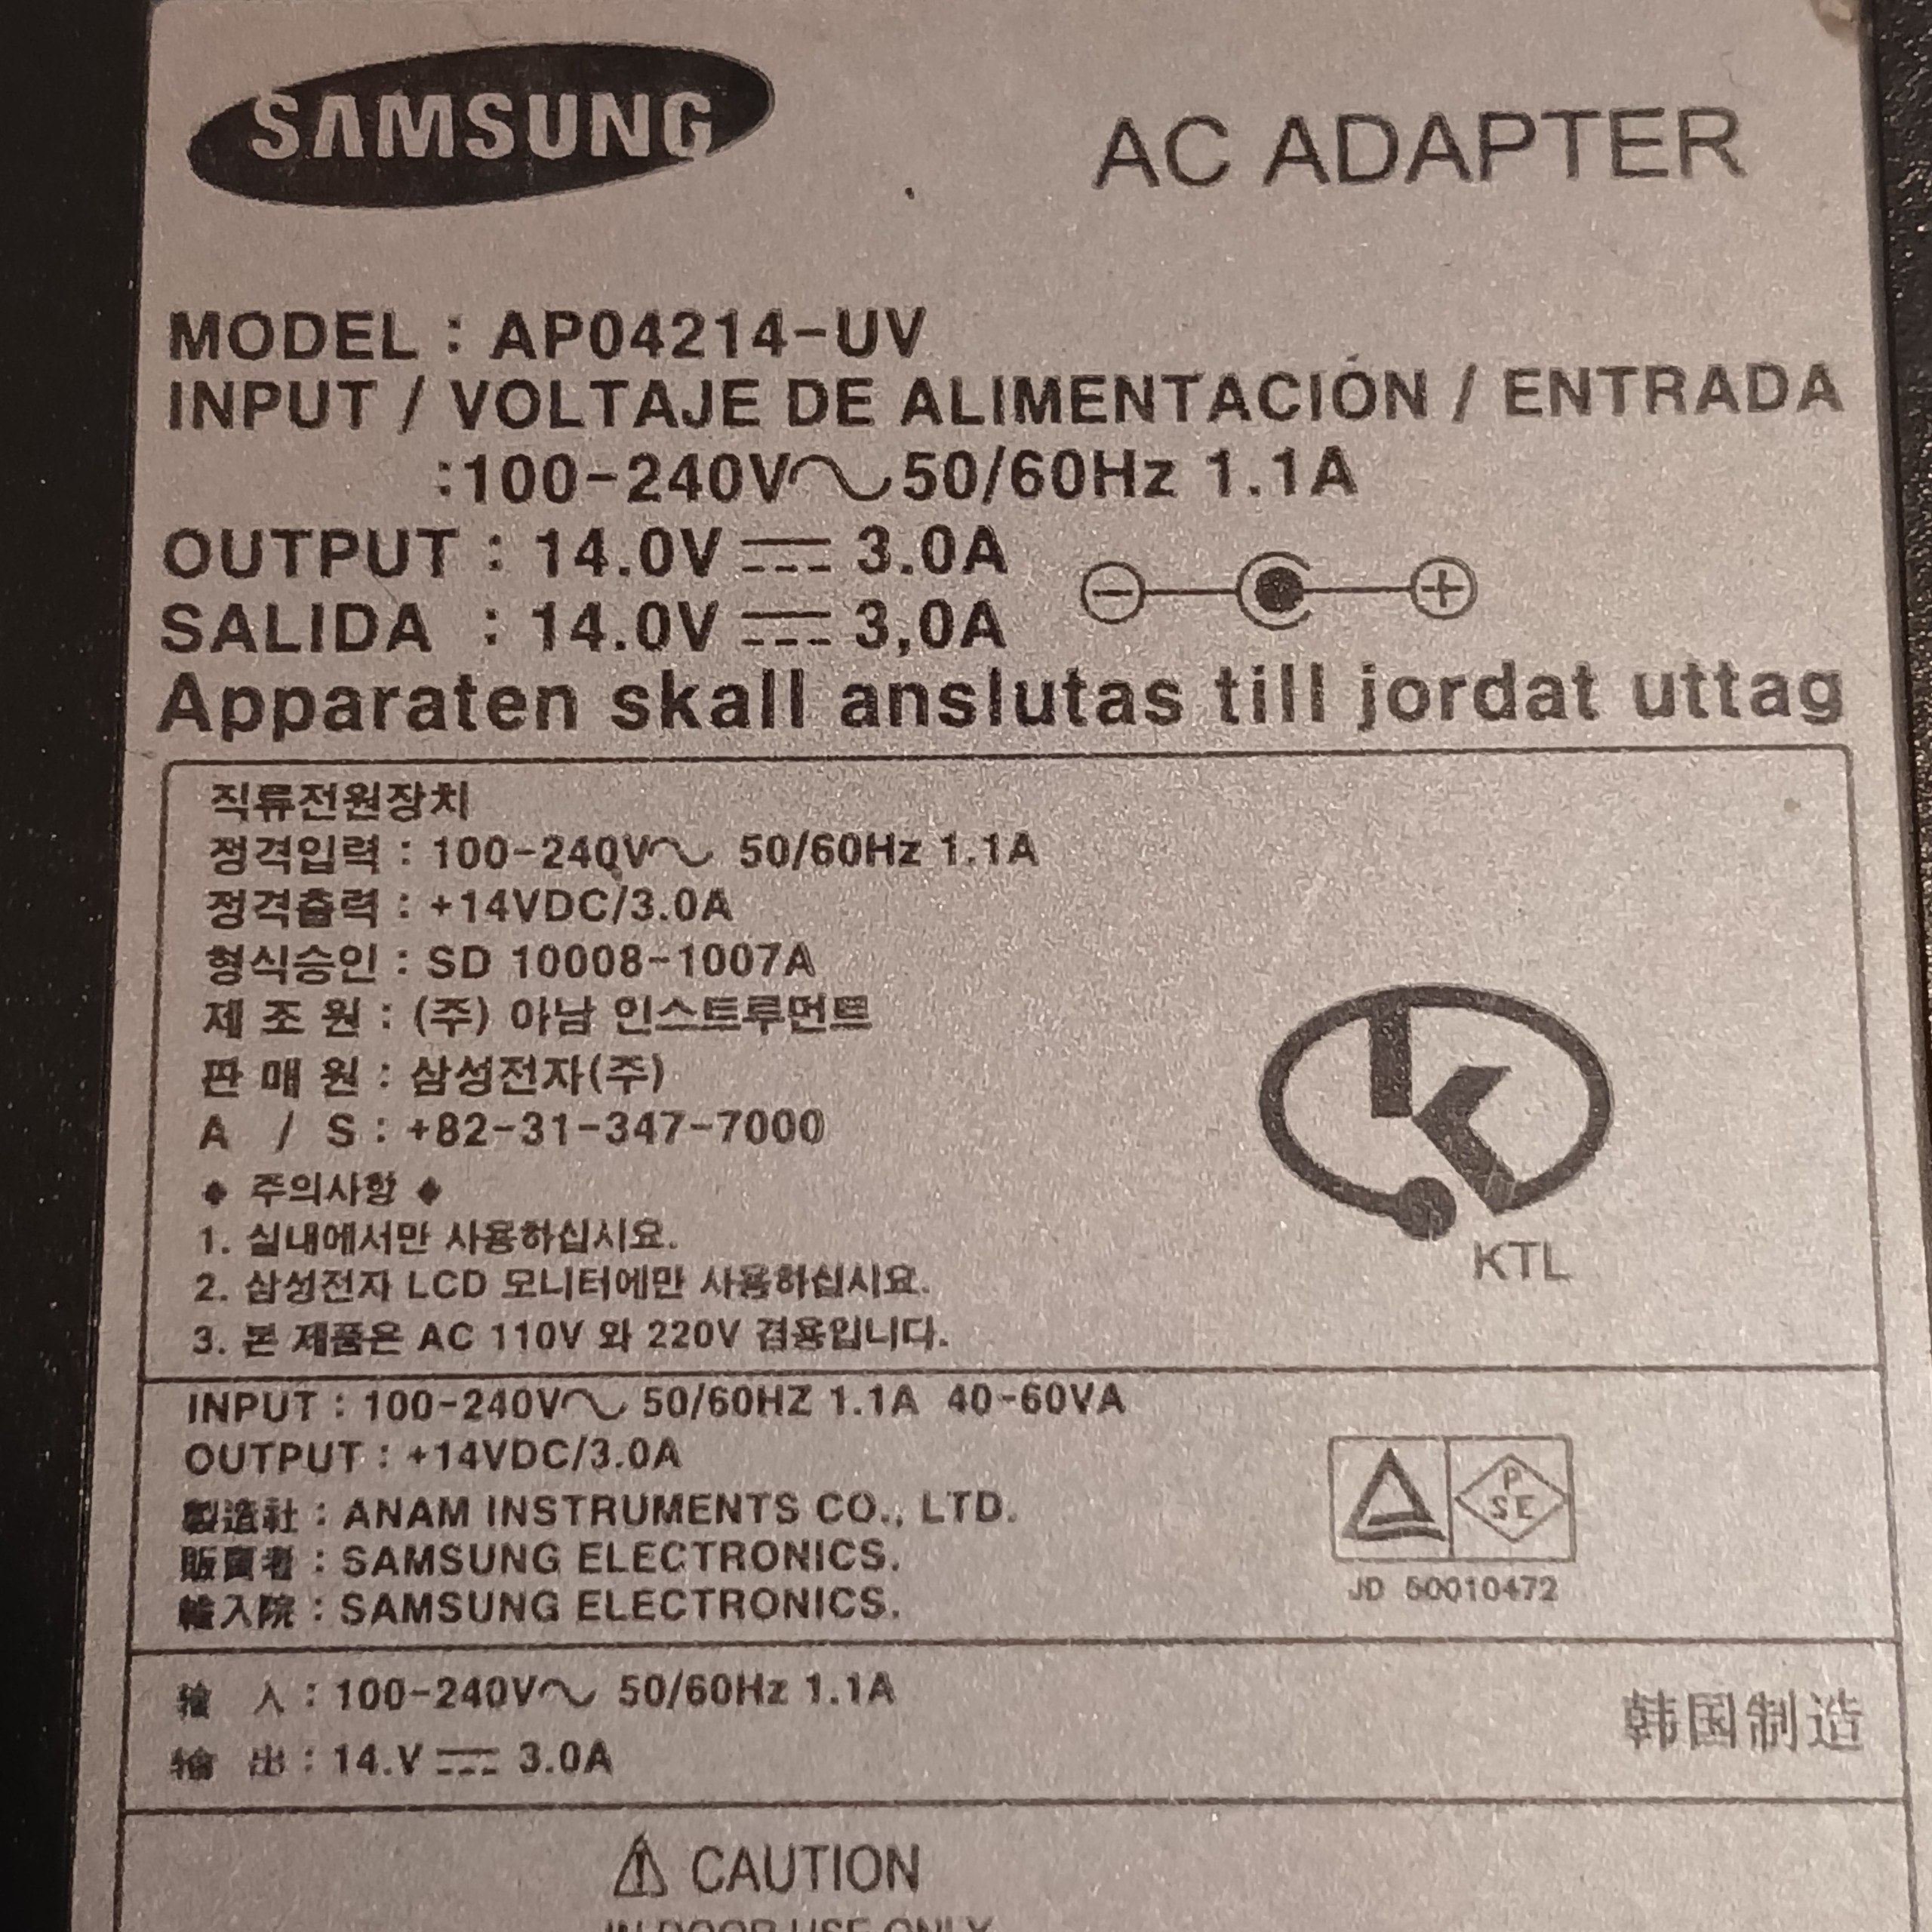 SAMSUNG
AC ADAPTER
MODEL : AP04214-UV
INPUT / VOLTAJE DE ALIMENTACIÓN / ENTRADA
:100-240V∿50/60Hz 1.1A
OUTPUT : 14.0V⎓3.0A
SALIDA : 14.0V⎓3,0A
Apparaten skall anslutas till jordat uttag
직류전원장치
정격입력 : 100-240V∿ 50/60Hz 1.1A
정격출력 : +14VDC/3.0A
형식승인 : SD 10008-1007A
제 조 원 : (주) 아남 인스트루먼트
판 매 원 : 삼성전자(주)
A / S : +82-31-347-7000
◆ 주의사항 ◆
1. 실내에서만 사용하십시요.
2. 삼성전자 LCD 모니터에만 사용하십시요.
3. 본 제품은 AC 110V 와 220V 겸용입니다.
KTL
INPUT : 100-240V∿ 50/60HZ 1.1A 40-60VA
OUTPUT : +14VDC/3.0A
製造社 : ANAM INSTRUMENTS CO., LTD.
販賣者 : SAMSUNG ELECTRONICS.
輸入院 : SAMSUNG ELECTRONICS.
P
SE
JD 50010472
输 入 : 100-240V∿ 50/60Hz 1.1A
输 出 : 14.V⎓ 3.0A
韩国制造
⚠ CAUTION
IN DOOR USE ONLY